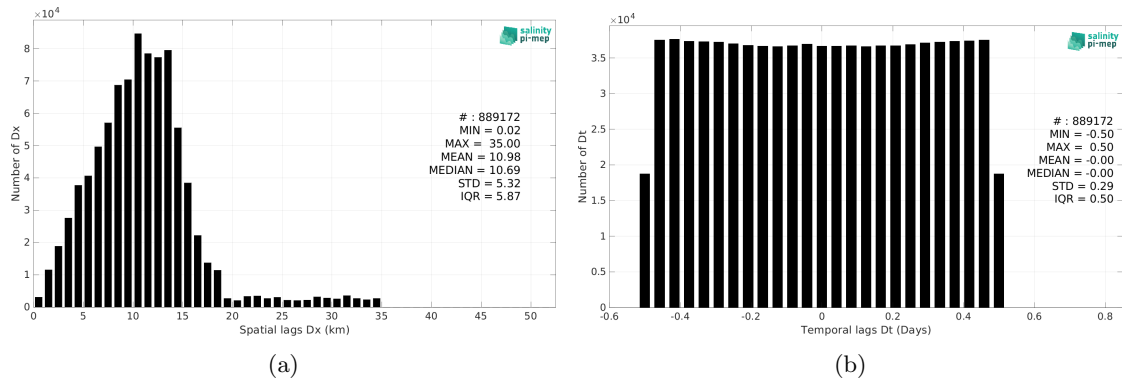 ×10⁴
9
8
7
6
5
4
3
2
1
0
Number of Dx
salinity
pi-mep
# : 889172
MIN = 0.02
MAX = 35.00
MEAN = 10.98
MEDIAN = 10.69
STD = 5.32
IQR = 5.87
0 5 10 15 20 25 30 35 40 45 50
Spatial lags Dx (km)
(a)
×10⁴
3.5
3
2.5
2
1.5
1
0.5
0
Number of Dt
salinity
pi-mep
# : 889172
MIN = -0.50
MAX = 0.50
MEAN = -0.00
MEDIAN = -0.00
STD = 0.29
IQR = 0.50
-0.6 -0.4 -0.2 0 0.2 0.4 0.6 0.8
Temporal lags Dt (Days)
(b)